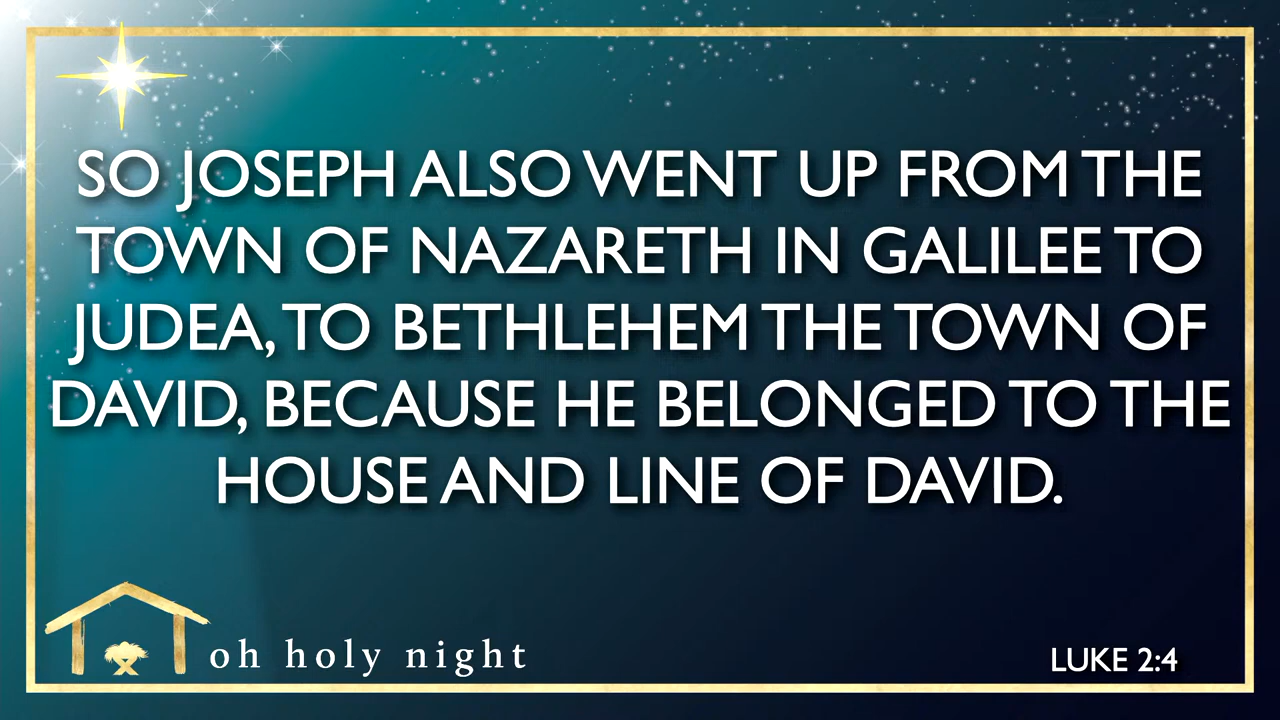 SO JOSEPH ALSO WENT UP FROM THE
TOWN OF NAZARETH IN GALILEE TO
JUDEA, TO BETHLEHEM THE TOWN OF
DAVID, BECAUSE HE BELONGED TO THE
HOUSE AND LINE OF DAVID.
oh holy night
LUKE 2:4